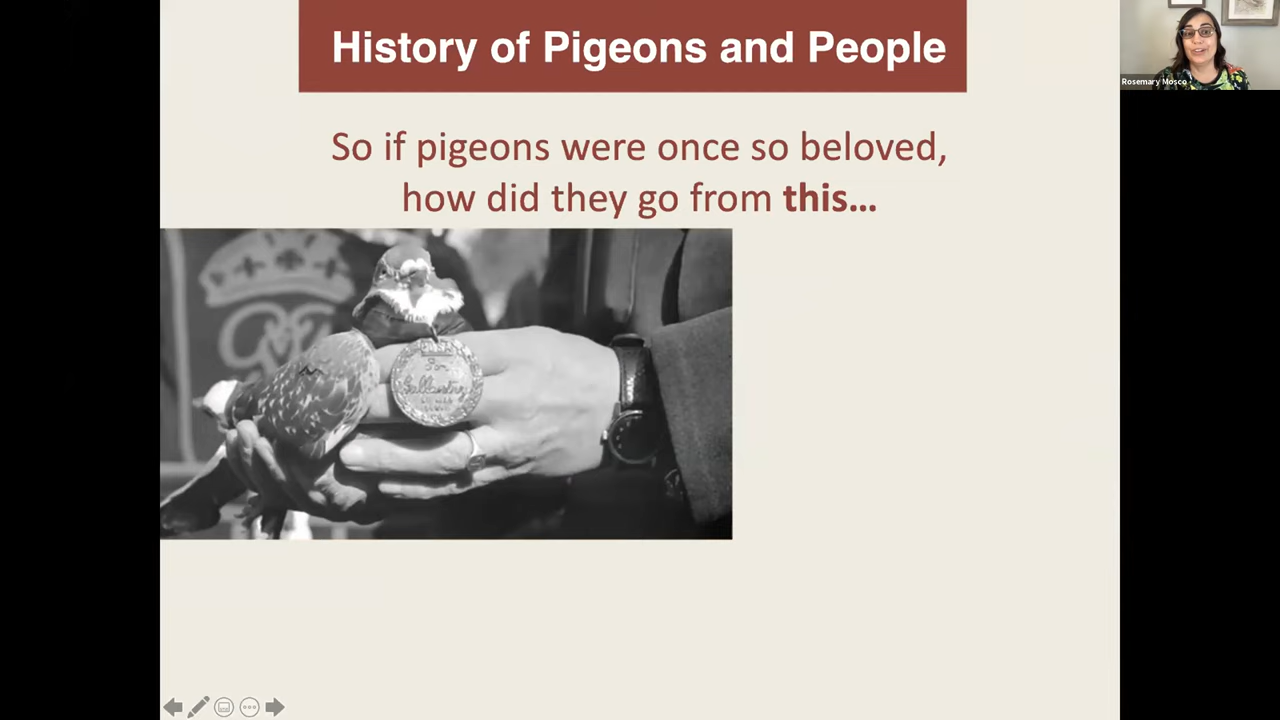 History of Pigeons and People
Rosemary Mosco
So if pigeons were once so beloved,
how did they go from this...
For
Gallantry